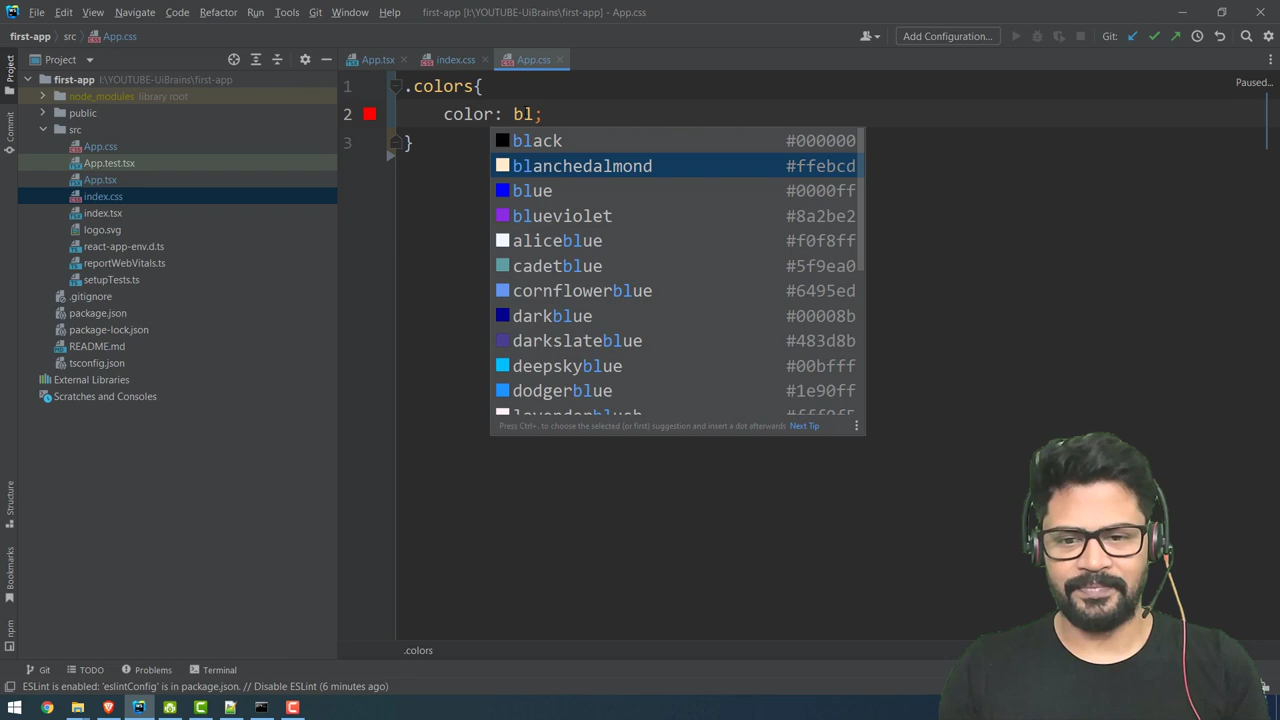 File Edit View Navigate Code Refactor Run Tools Git Window Help first-app (I:\YOUTUBE-UiBrains\first-app) - App.css
first-app src App.css Add Configuration... Git:
Project App.tsx index.css App.css
first-app I:\YOUTUBE-UiBrains\first-app
node_modules library root
public
src
App.css
App.test.tsx
App.tsx
index.css
index.tsx
logo.svg
react-app-env.d.ts
reportWebVitals.ts
setupTests.ts
.gitignore
package.json
package-lock.json
README.md
tsconfig.json
External Libraries
Scratches and Consoles
Project
Commit
Structure
Bookmarks
npm
1 .colors{
2 color: bl;
3 }
Paused...
black #000000
blanchedalmond #ffebcd
blue #0000ff
blueviolet #8a2be2
aliceblue #f0f8ff
cadetblue #5f9ea0
cornflowerblue #6495ed
darkblue #00008b
darkslateblue #483d8b
deepskyblue #00bfff
dodgerblue #1e90ff
lavenderblush #fff0f5
Press Ctrl+. to choose the selected (or first) suggestion and insert a dot afterwards Next Tip
.colors
Git TODO Problems Terminal
ESLint is enabled: 'eslintConfig' is in package.json. // Disable ESLint (6 minutes ago)